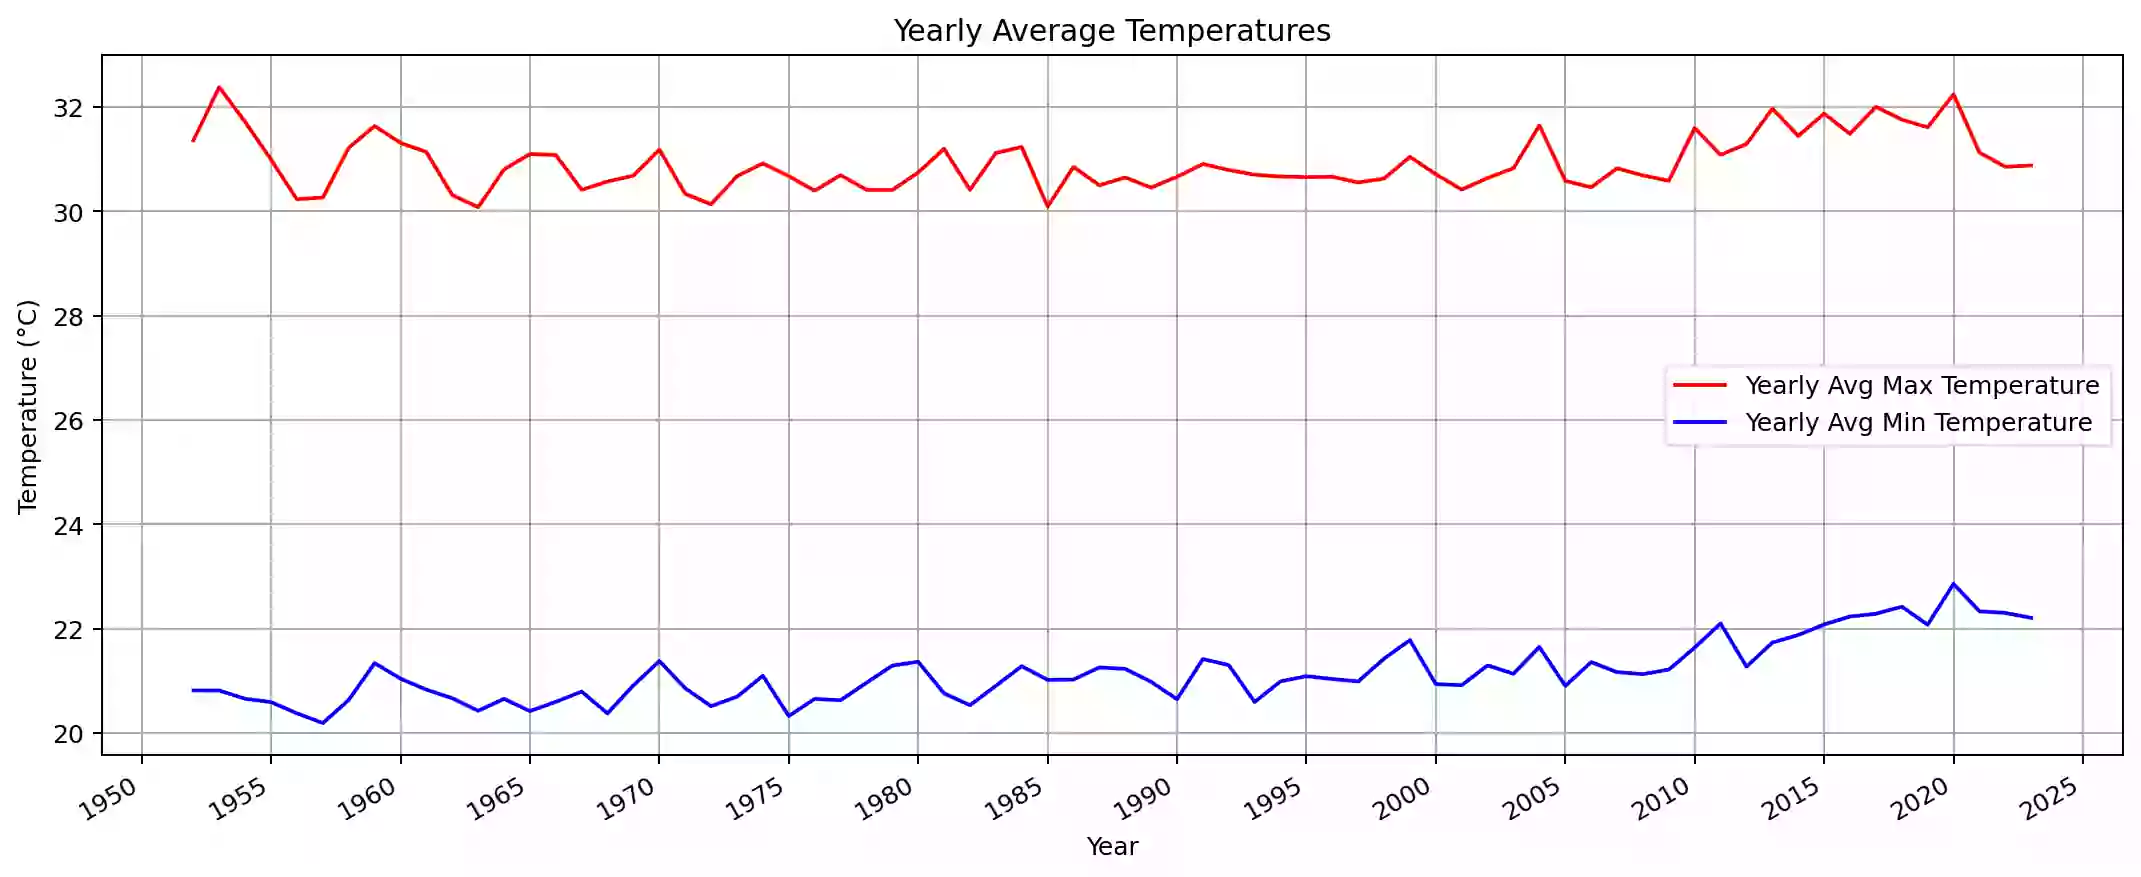 Yearly Average Temperatures
32
30
28
26
24
22
20
Temperature (°C)
Yearly Avg Max Temperature
Yearly Avg Min Temperature
1950 1955 1960 1965 1970 1975 1980 1985 1990 1995 2000 2005 2010 2015 2020 2025
Year